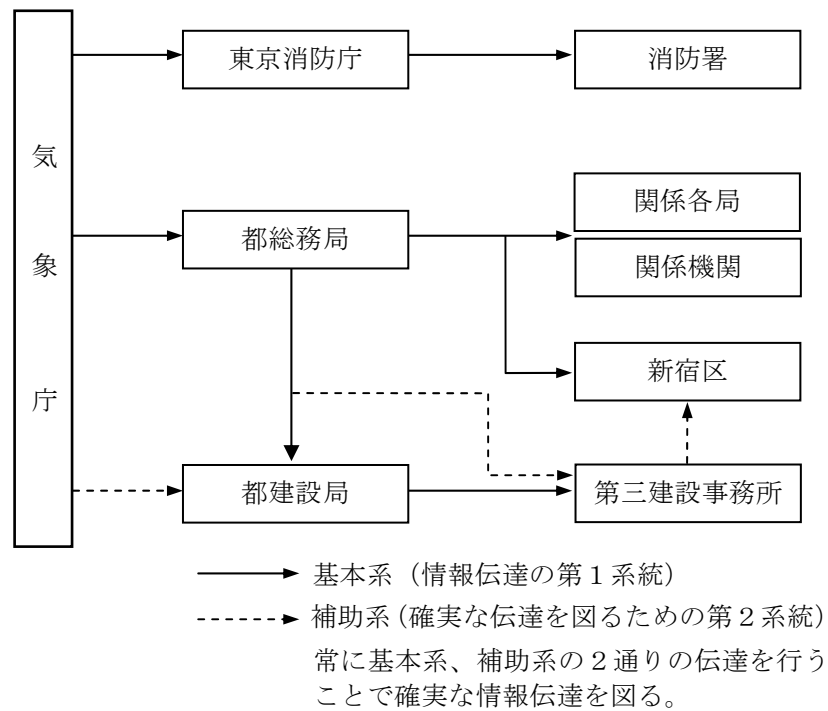 気象庁
東京消防庁
消防署
都総務局
関係各局
関係機関
新宿区
都建設局
第三建設事務所
基本系（情報伝達の第１系統）
補助系（確実な伝達を図るための第２系統）
常に基本系、補助系の２通りの伝達を行う
ことで確実な情報伝達を図る。